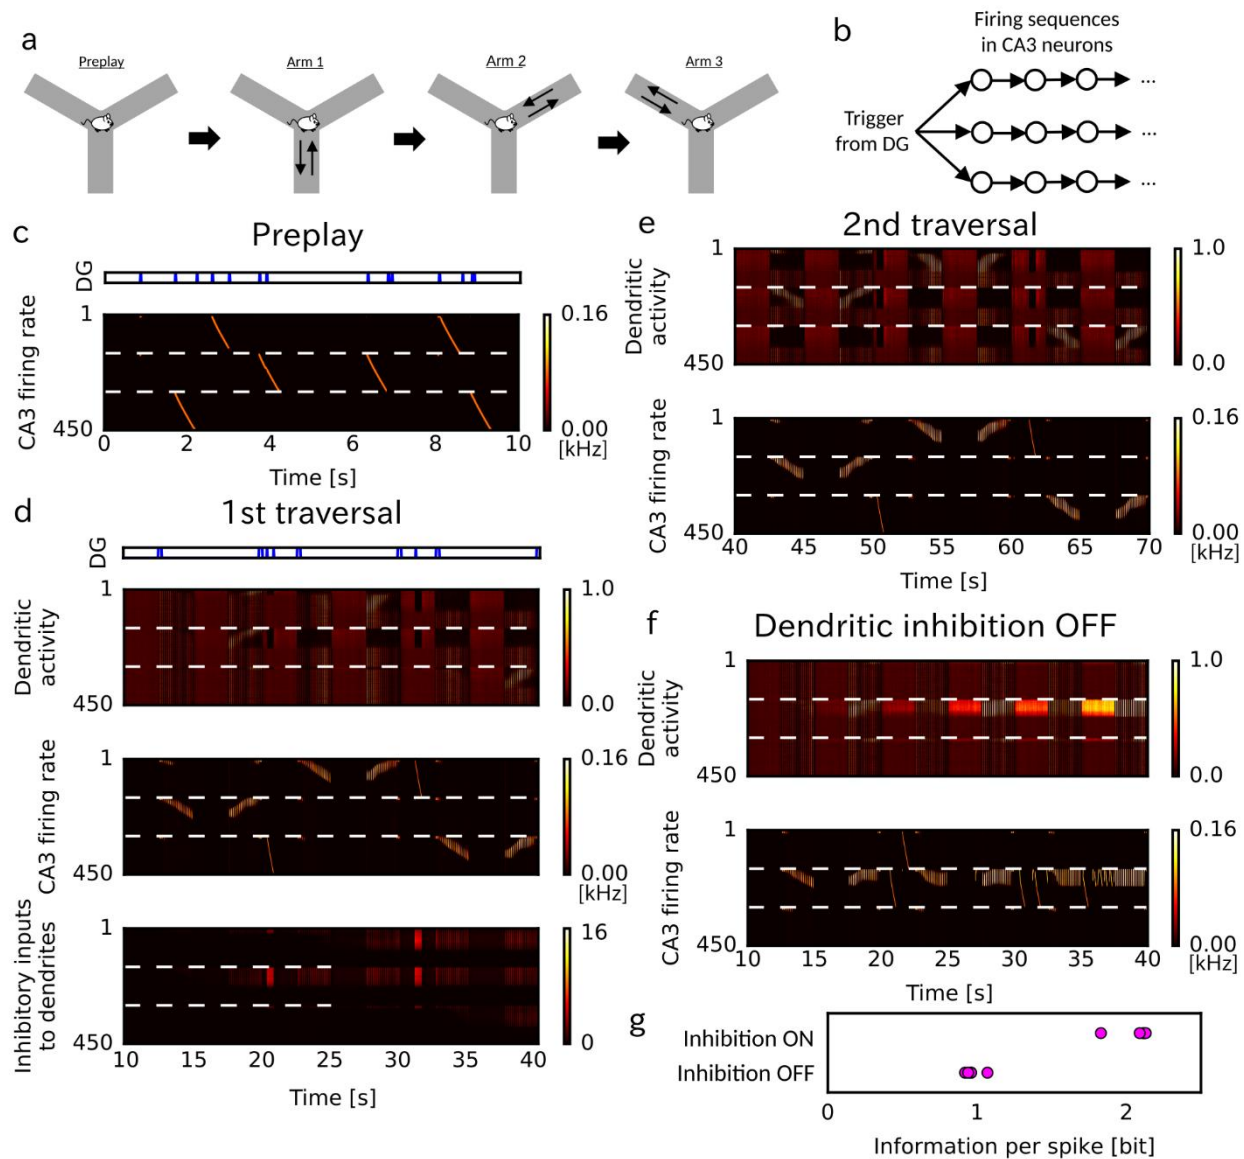 a
Preplay
Arm 1
Arm 2
Arm 3
b
Firing sequences
in CA3 neurons
Trigger
from DG
...
...
...
c
Preplay
DG
CA3 firing rate
1
450
0.16
0.00
[kHz]
0 2 4 6 8 10
Time [s]
d
1st traversal
DG
Dendritic
activity
1
450
1.0
0.0
CA3 firing rate
1
450
0.16
0.00
[kHz]
Inhibitory inputs
to dendrites
1
450
16
0
10 15 20 25 30 35 40
Time [s]
e
2nd traversal
Dendritic
activity
1
450
1.0
0.0
CA3 firing rate
1
450
0.16
0.00
[kHz]
40 45 50 55 60 65 70
Time [s]
f
Dendritic inhibition OFF
Dendritic
activity
1
450
1.0
0.0
CA3 firing rate
1
450
0.16
0.00
[kHz]
10 15 20 25 30 35 40
Time [s]
g
Inhibition ON
Inhibition OFF
0 1 2
Information per spike [bit]